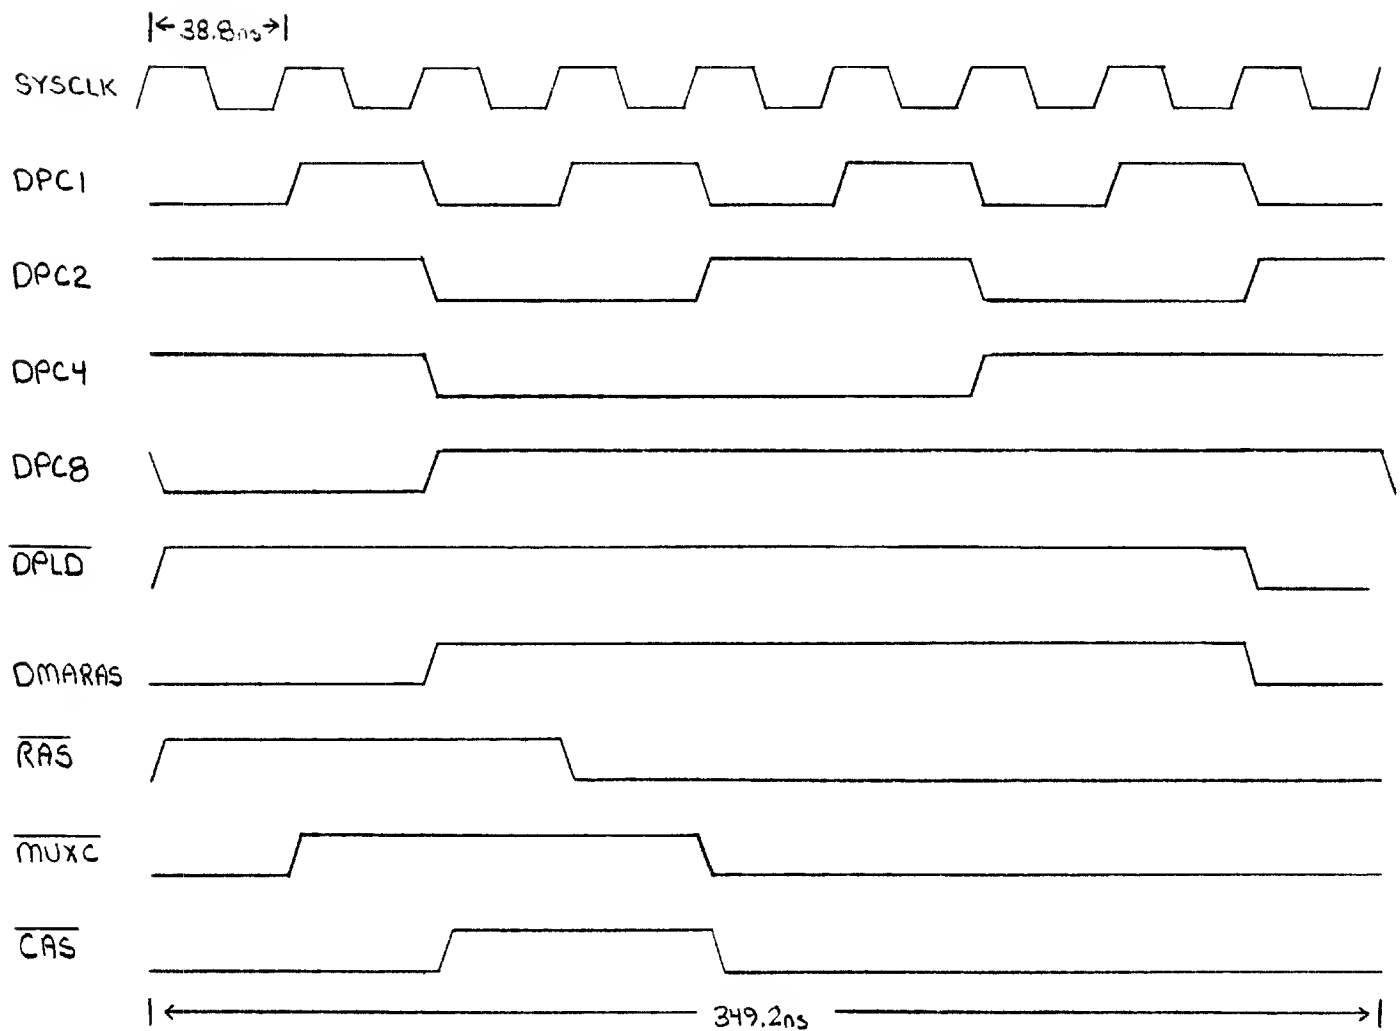 38.8ns
SYSCLK
DPC1
DPC2
DPC4
DPC8
DPLD
DMARAS
RAS
MUXC
CAS
349.2ns